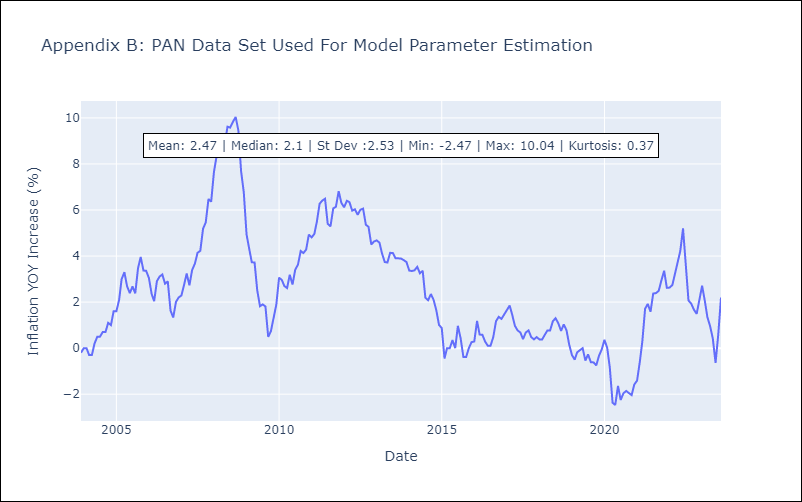 Appendix B: PAN Data Set Used For Model Parameter Estimation
Mean: 2.47 | Median: 2.1 | St Dev :2.53 | Min: -2.47 | Max: 10.04 | Kurtosis: 0.37
Inflation YOY Increase (%)
10
8
6
4
2
0
−2
2005
2010
2015
2020
Date